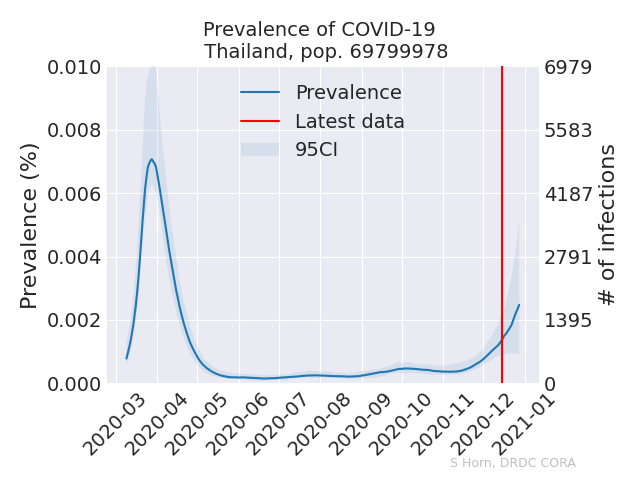 Prevalence of COVID-19
Thailand, pop. 69799978
Prevalence
Latest data
95CI
Prevalence (%)
0.010
0.008
0.006
0.004
0.002
0.000
6979
5583
4187
2791
1395
0
# of infections
2020-03
2020-04
2020-05
2020-06
2020-07
2020-08
2020-09
2020-10
2020-11
2020-12
2021-01
S Horn, DRDC CORA